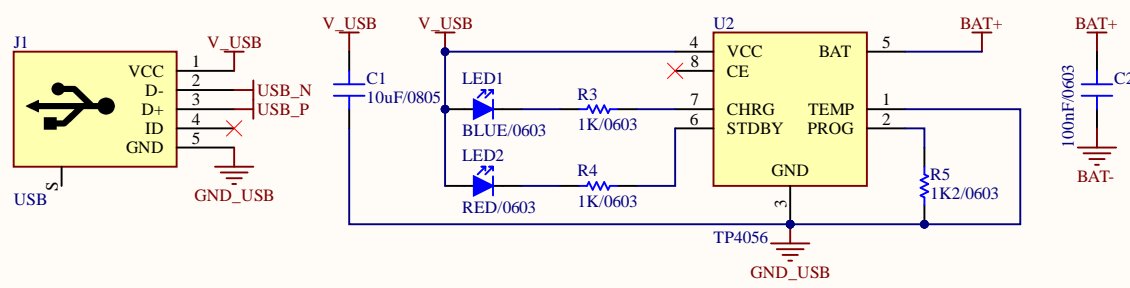 J1
V_USB
VCC 1
D- 2 USB_N
D+ 3 USB_P
ID 4
GND 5
GND_USB
USB
S
V_USB
C1
10uF/0805
V_USB
LED1
BLUE/0603
LED2
RED/0603
R3
1K/0603
R4
1K/0603
U2
4 VCC BAT 5
8 CE
7 CHRG TEMP 1
6 STDBY PROG 2
GND
3
TP4056
GND_USB
R5
1K2/0603
BAT+
BAT+
C2
100nF/0603
BAT-